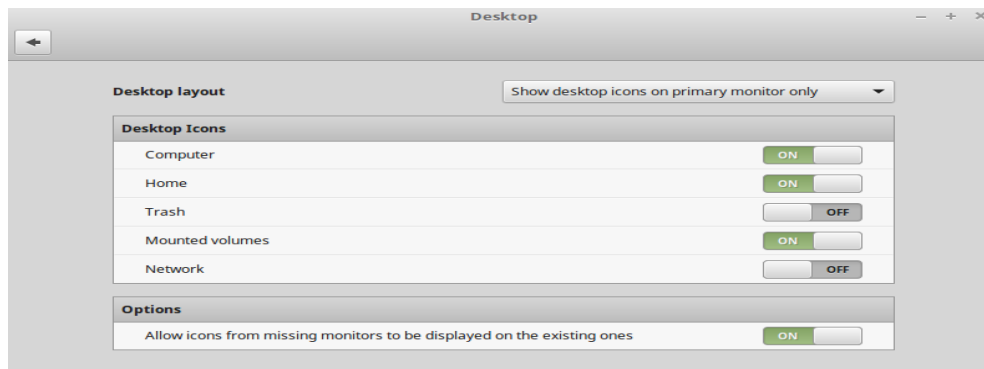 Desktop
Desktop layout Show desktop icons on primary monitor only
Desktop Icons
Computer ON
Home ON
Trash OFF
Mounted volumes ON
Network OFF
Options
Allow icons from missing monitors to be displayed on the existing ones ON